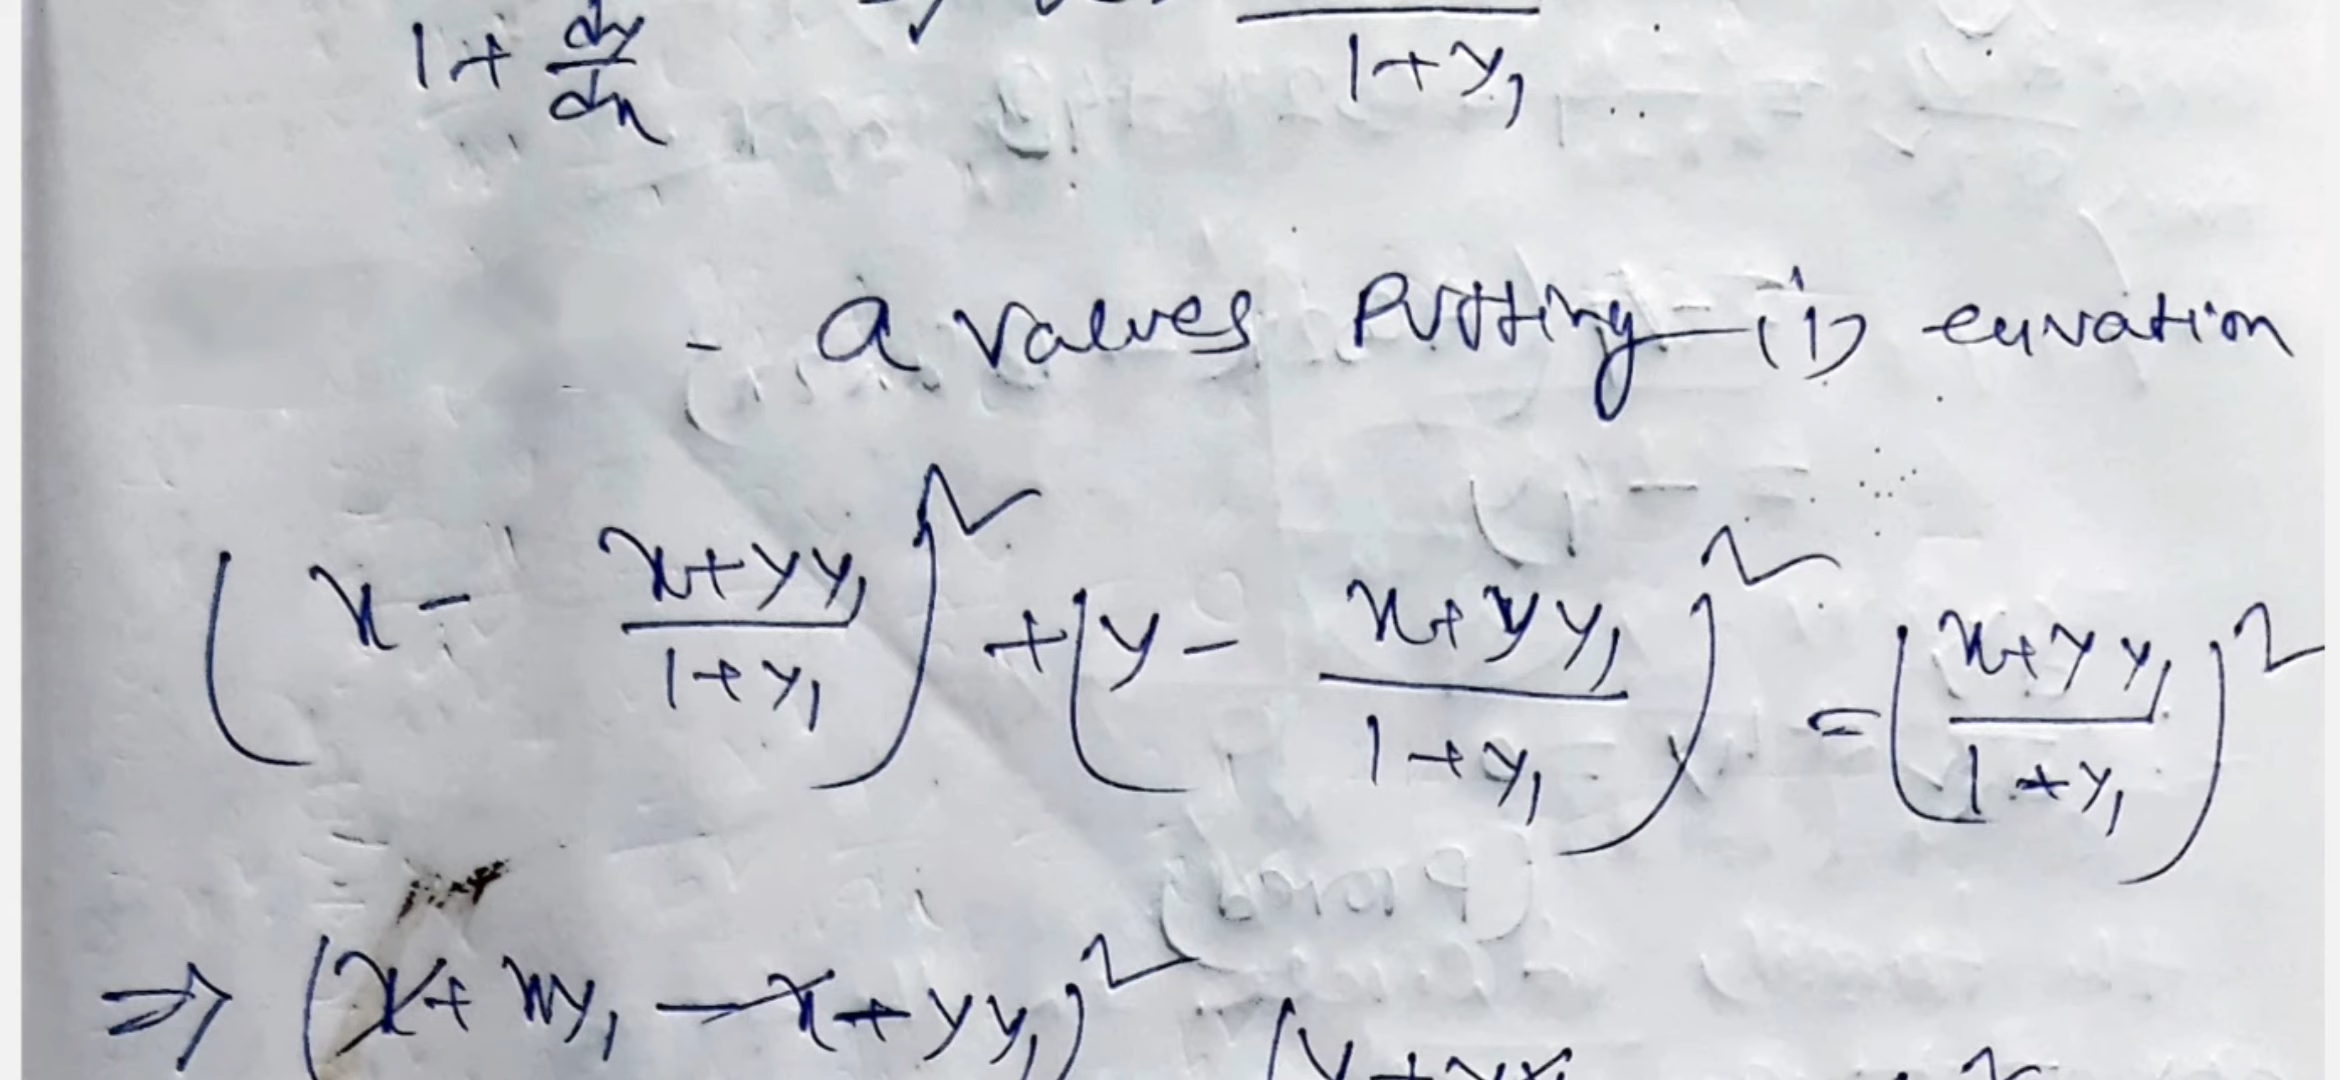 1+ dy/dx ⇒ 1+y₁
- a values putting (1) equation
(x - (x+yy₁)/(1+y₁))² + (y - (x+yy₁)/(1+y₁))² = ((x+yy₁)/(1+y₁))²
⇒ (x+xy₁ - x+yy₁)²